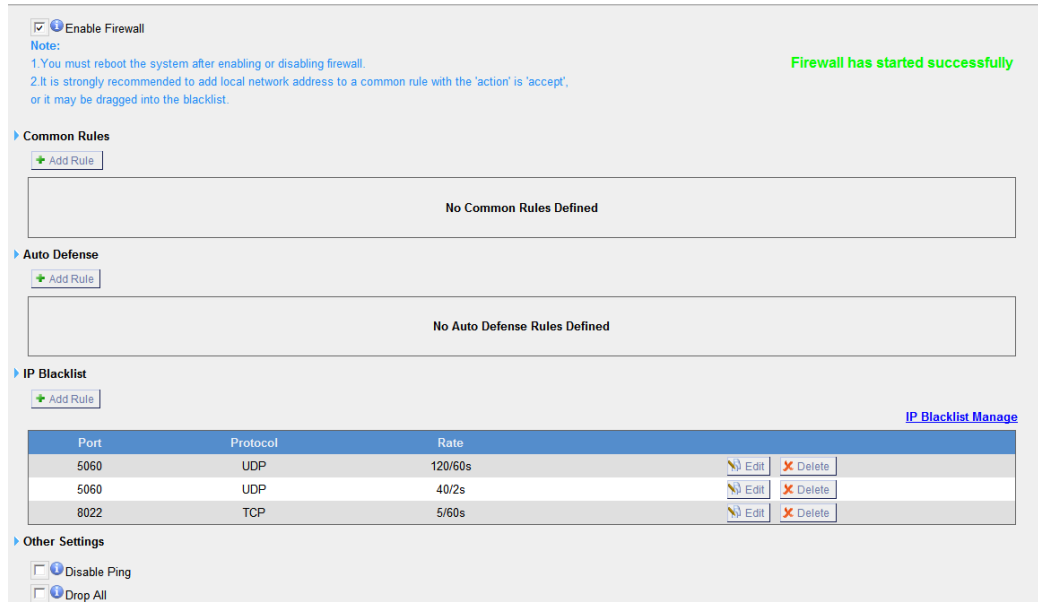 Enable Firewall
Note:
1.You must reboot the system after enabling or disabling firewall.
Firewall has started successfully
2.It is strongly recommended to add local network address to a common rule with the 'action' is 'accept',
or it may be dragged into the blacklist.
Common Rules
Add Rule
No Common Rules Defined
Auto Defense
Add Rule
No Auto Defense Rules Defined
IP Blacklist
Add Rule
IP Blacklist Manage
Port Protocol Rate
5060 UDP 120/60s Edit Delete
5060 UDP 40/2s Edit Delete
8022 TCP 5/60s Edit Delete
Other Settings
Disable Ping
Drop All